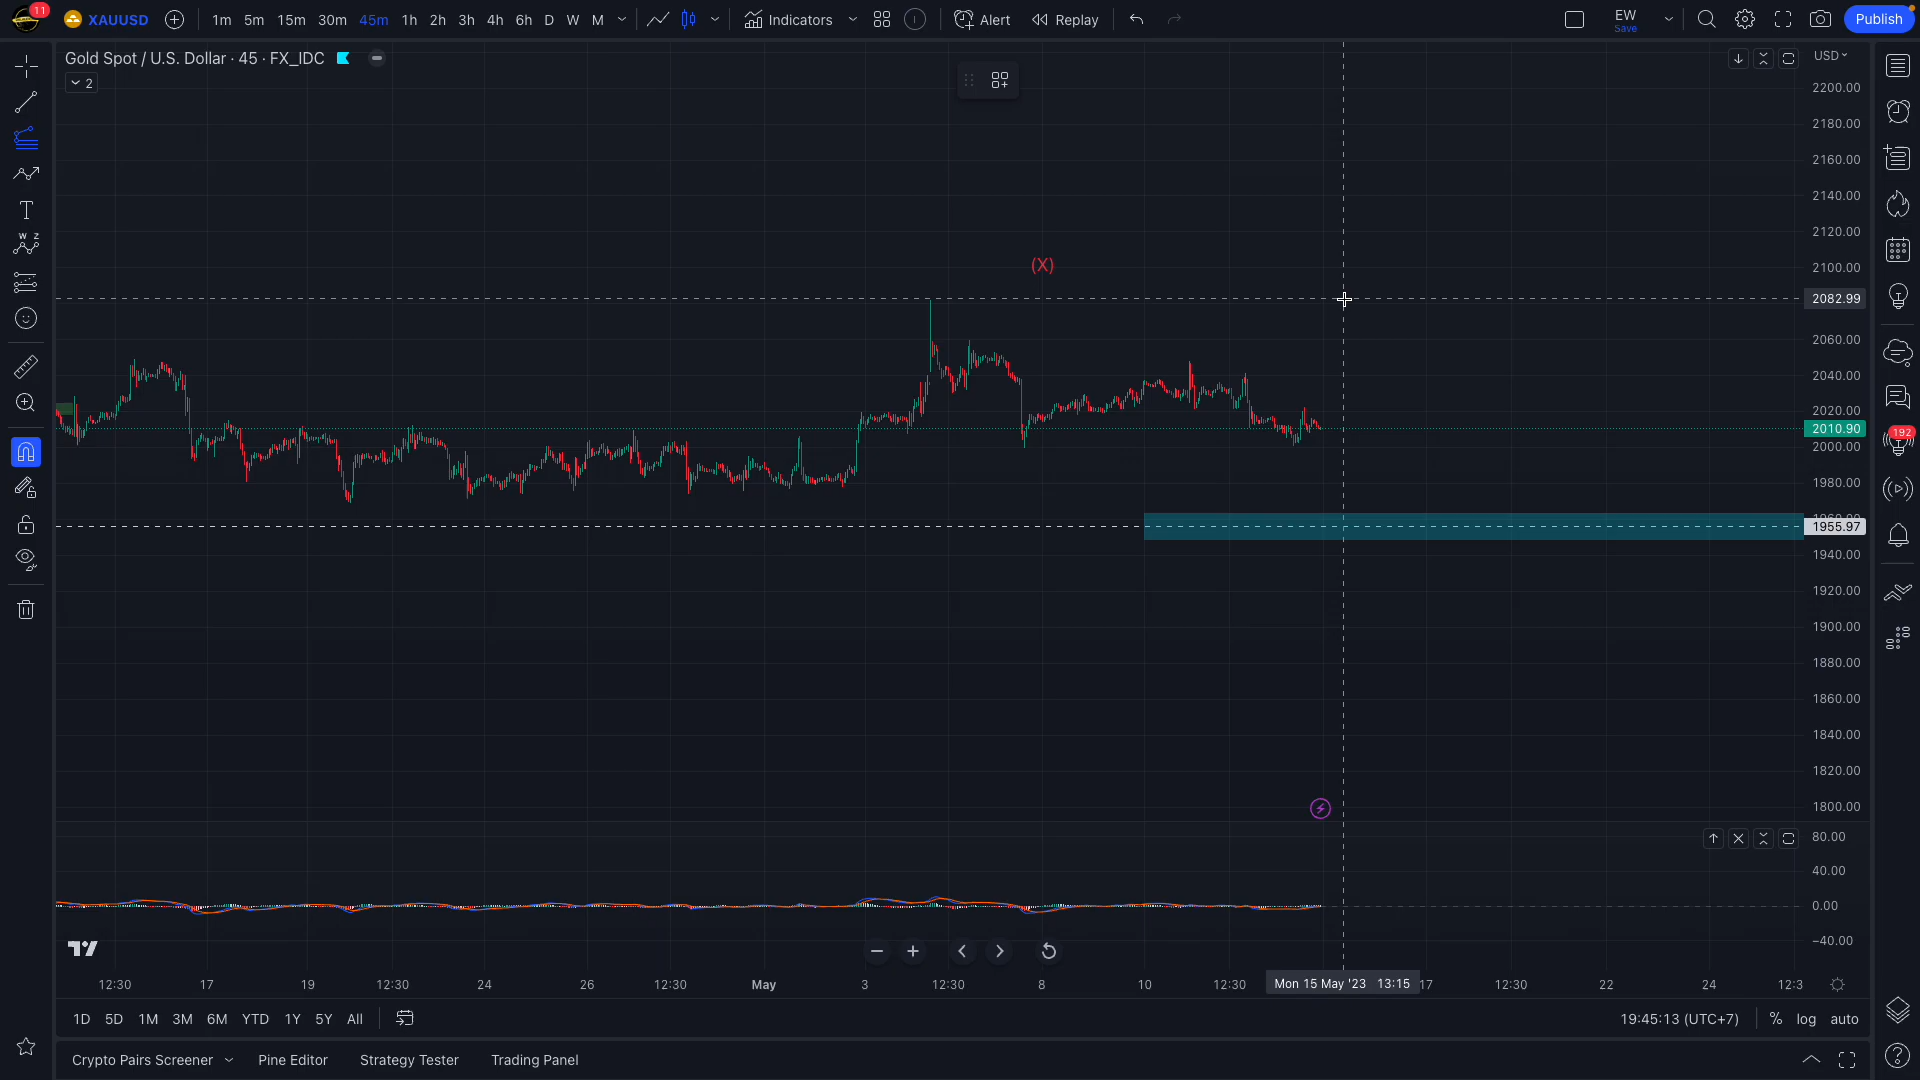 11
XAUUSD
1m 5m 15m 30m 45m 1h 2h 3h 4h 6h D W M
Indicators
Alert
Replay
EW
Save
Publish
Gold Spot / U.S. Dollar · 45 · FX_IDC
2
USD
2200.00
2180.00
2160.00
2140.00
2120.00
(X)
2100.00
2082.99
2060.00
2040.00
2020.00
2010.90
2000.00
1980.00
1955.97
1940.00
1920.00
1900.00
1880.00
1860.00
1840.00
1820.00
1800.00
80.00
40.00
0.00
−40.00
W Z
192
12:30 17 19 12:30 24 26 12:30 May 3 12:30 8 10 12:30 Mon 15 May '23 13:15 17 12:30 22 24 12:3
1D 5D 1M 3M 6M YTD 1Y 5Y All
19:45:13 (UTC+7)
% log auto
Crypto Pairs Screener
Pine Editor
Strategy Tester
Trading Panel